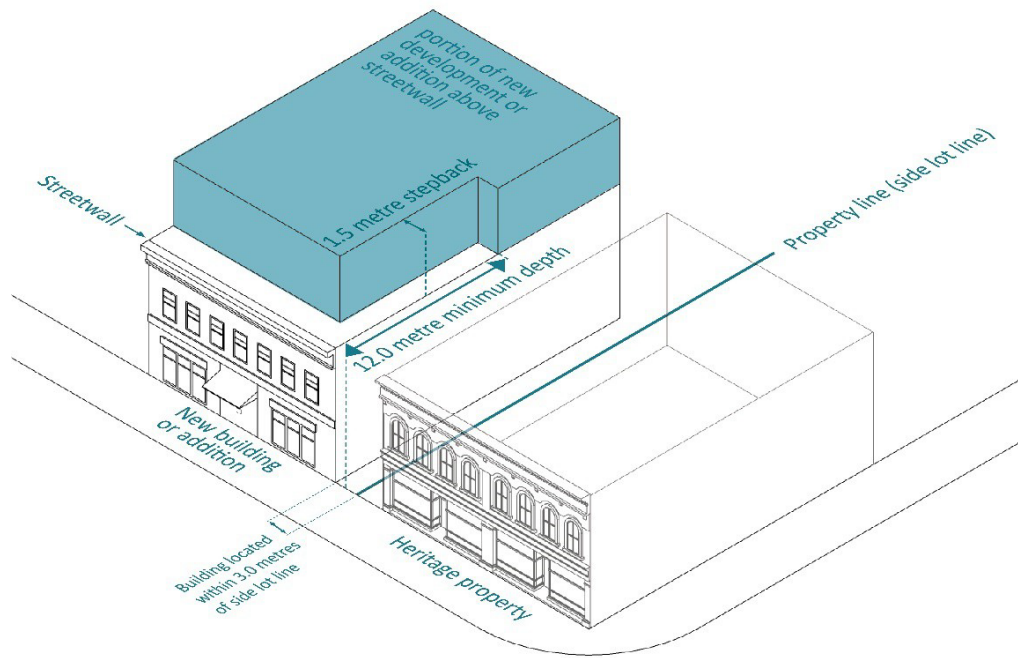 portion of new
development or
addition above
streetwall
1.5 metre stepback
Streetwall
Property line (side lot line)
12.0 metre minimum depth
New building
or addition
Building located
within 3.0 metres
of side lot line
Heritage property